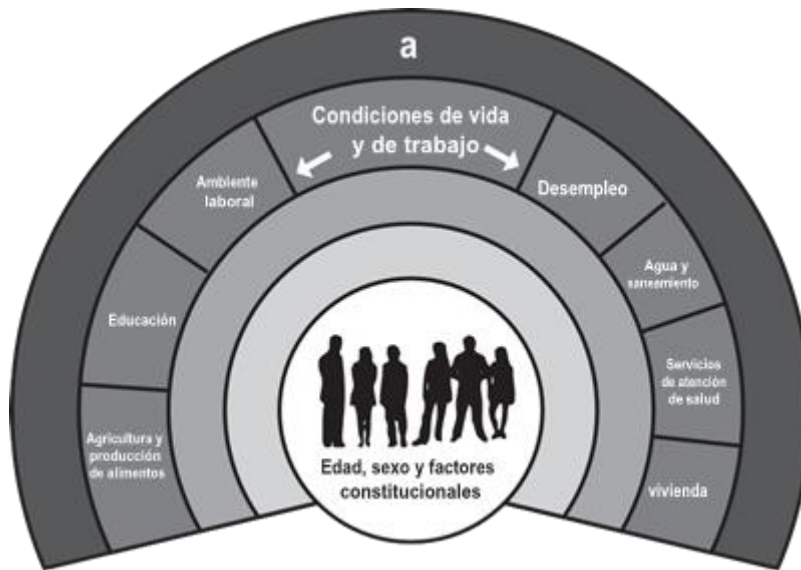 a
Condiciones de vida
y de trabajo
Ambiente
laboral
Desempleo
Educación
Agua y
saneamiento
Agricultura y
producción
de alimentos
Servicios
de atención
de salud
vivienda
Edad, sexo y factores
constitucionales